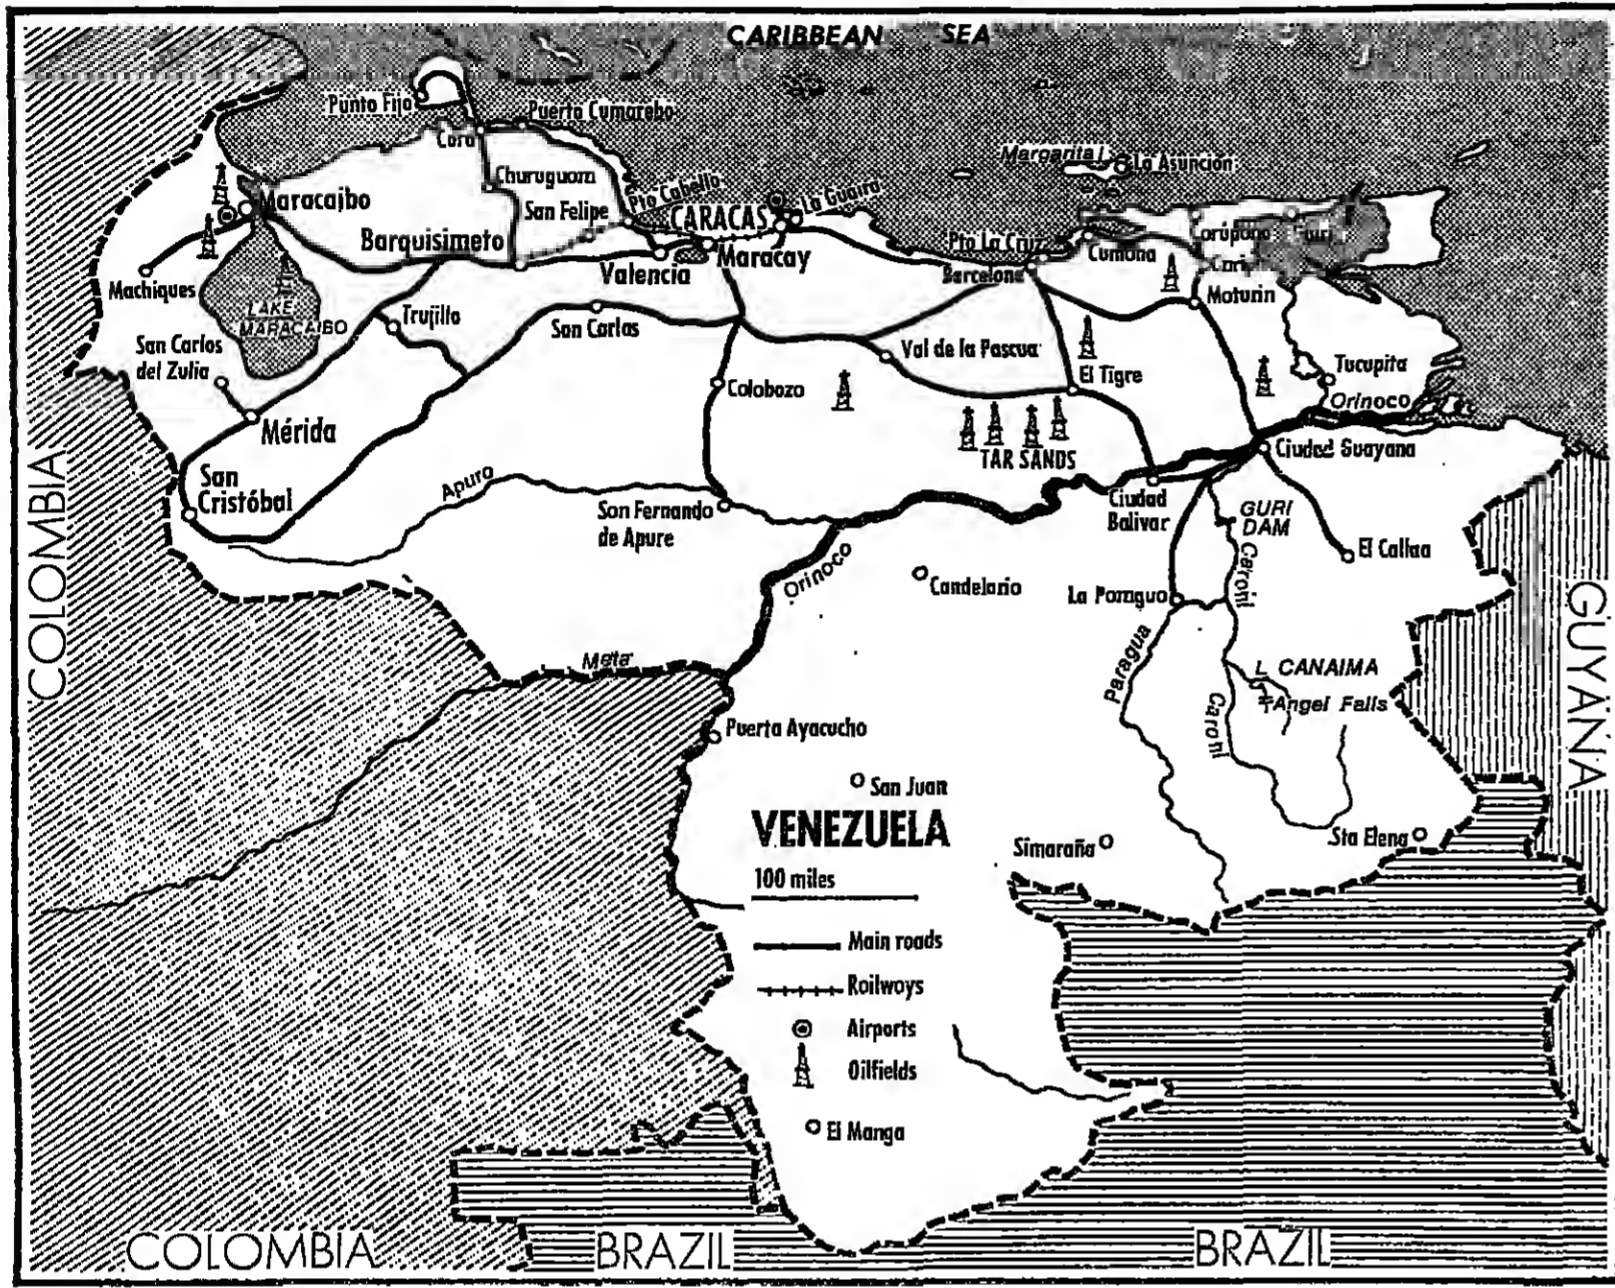 CARIBBEAN SEA
Punto Fijo
Puerto Cumarebo
Coro
Margarita I.
La Asunción
Churuguara
Maracaibo
San Felipe
Pto Cabello
CARACAS
La Guaira
Barquisimeto
Valencia
Maracay
Pto La Cruz
Barcelona
Cumana
Carúpano
Machiques
LAKE
MARACAIBO
Trujillo
San Carlos
Maturin
San Carlos
del Zulia
Val de la Pascua
Calabozo
El Tigre
Tucupita
Orinoco
Mérida
TAR SANDS
Ciudad Guayana
San
Cristóbal
Apuro
San Fernando
de Apure
Ciudad
Bolivar
GURI
DAM
El Callao
Caroni
Orinoco
Candelario
La Paragua
COLOMBIA
GUYANA
Meta
Paragua
L. CANAIMA
Angel Falls
Caroni
Puerta Ayacucho
San Juan
VENEZUELA
100 miles
Main roads
Railways
Airports
Oilfields
Simaraña
Sta Elena
El Manga
COLOMBIA
BRAZIL
BRAZIL